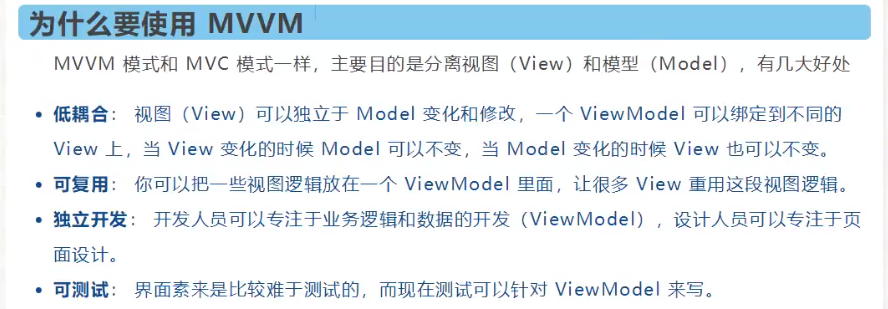 为什么要使用 MVVM
MVVM 模式和 MVC 模式一样，主要目的是分离视图（View）和模型（Model），有几大好处
• 低耦合： 视图（View）可以独立于 Model 变化和修改，一个 ViewModel 可以绑定到不同的
View 上，当 View 变化的时候 Model 可以不变，当 Model 变化的时候 View 也可以不变。
• 可复用： 你可以把一些视图逻辑放在一个 ViewModel 里面，让很多 View 重用这段视图逻辑。
• 独立开发： 开发人员可以专注于业务逻辑和数据的开发（ViewModel），设计人员可以专注于页
面设计。
• 可测试： 界面素来是比较难于测试的，而现在测试可以针对 ViewModel 来写。